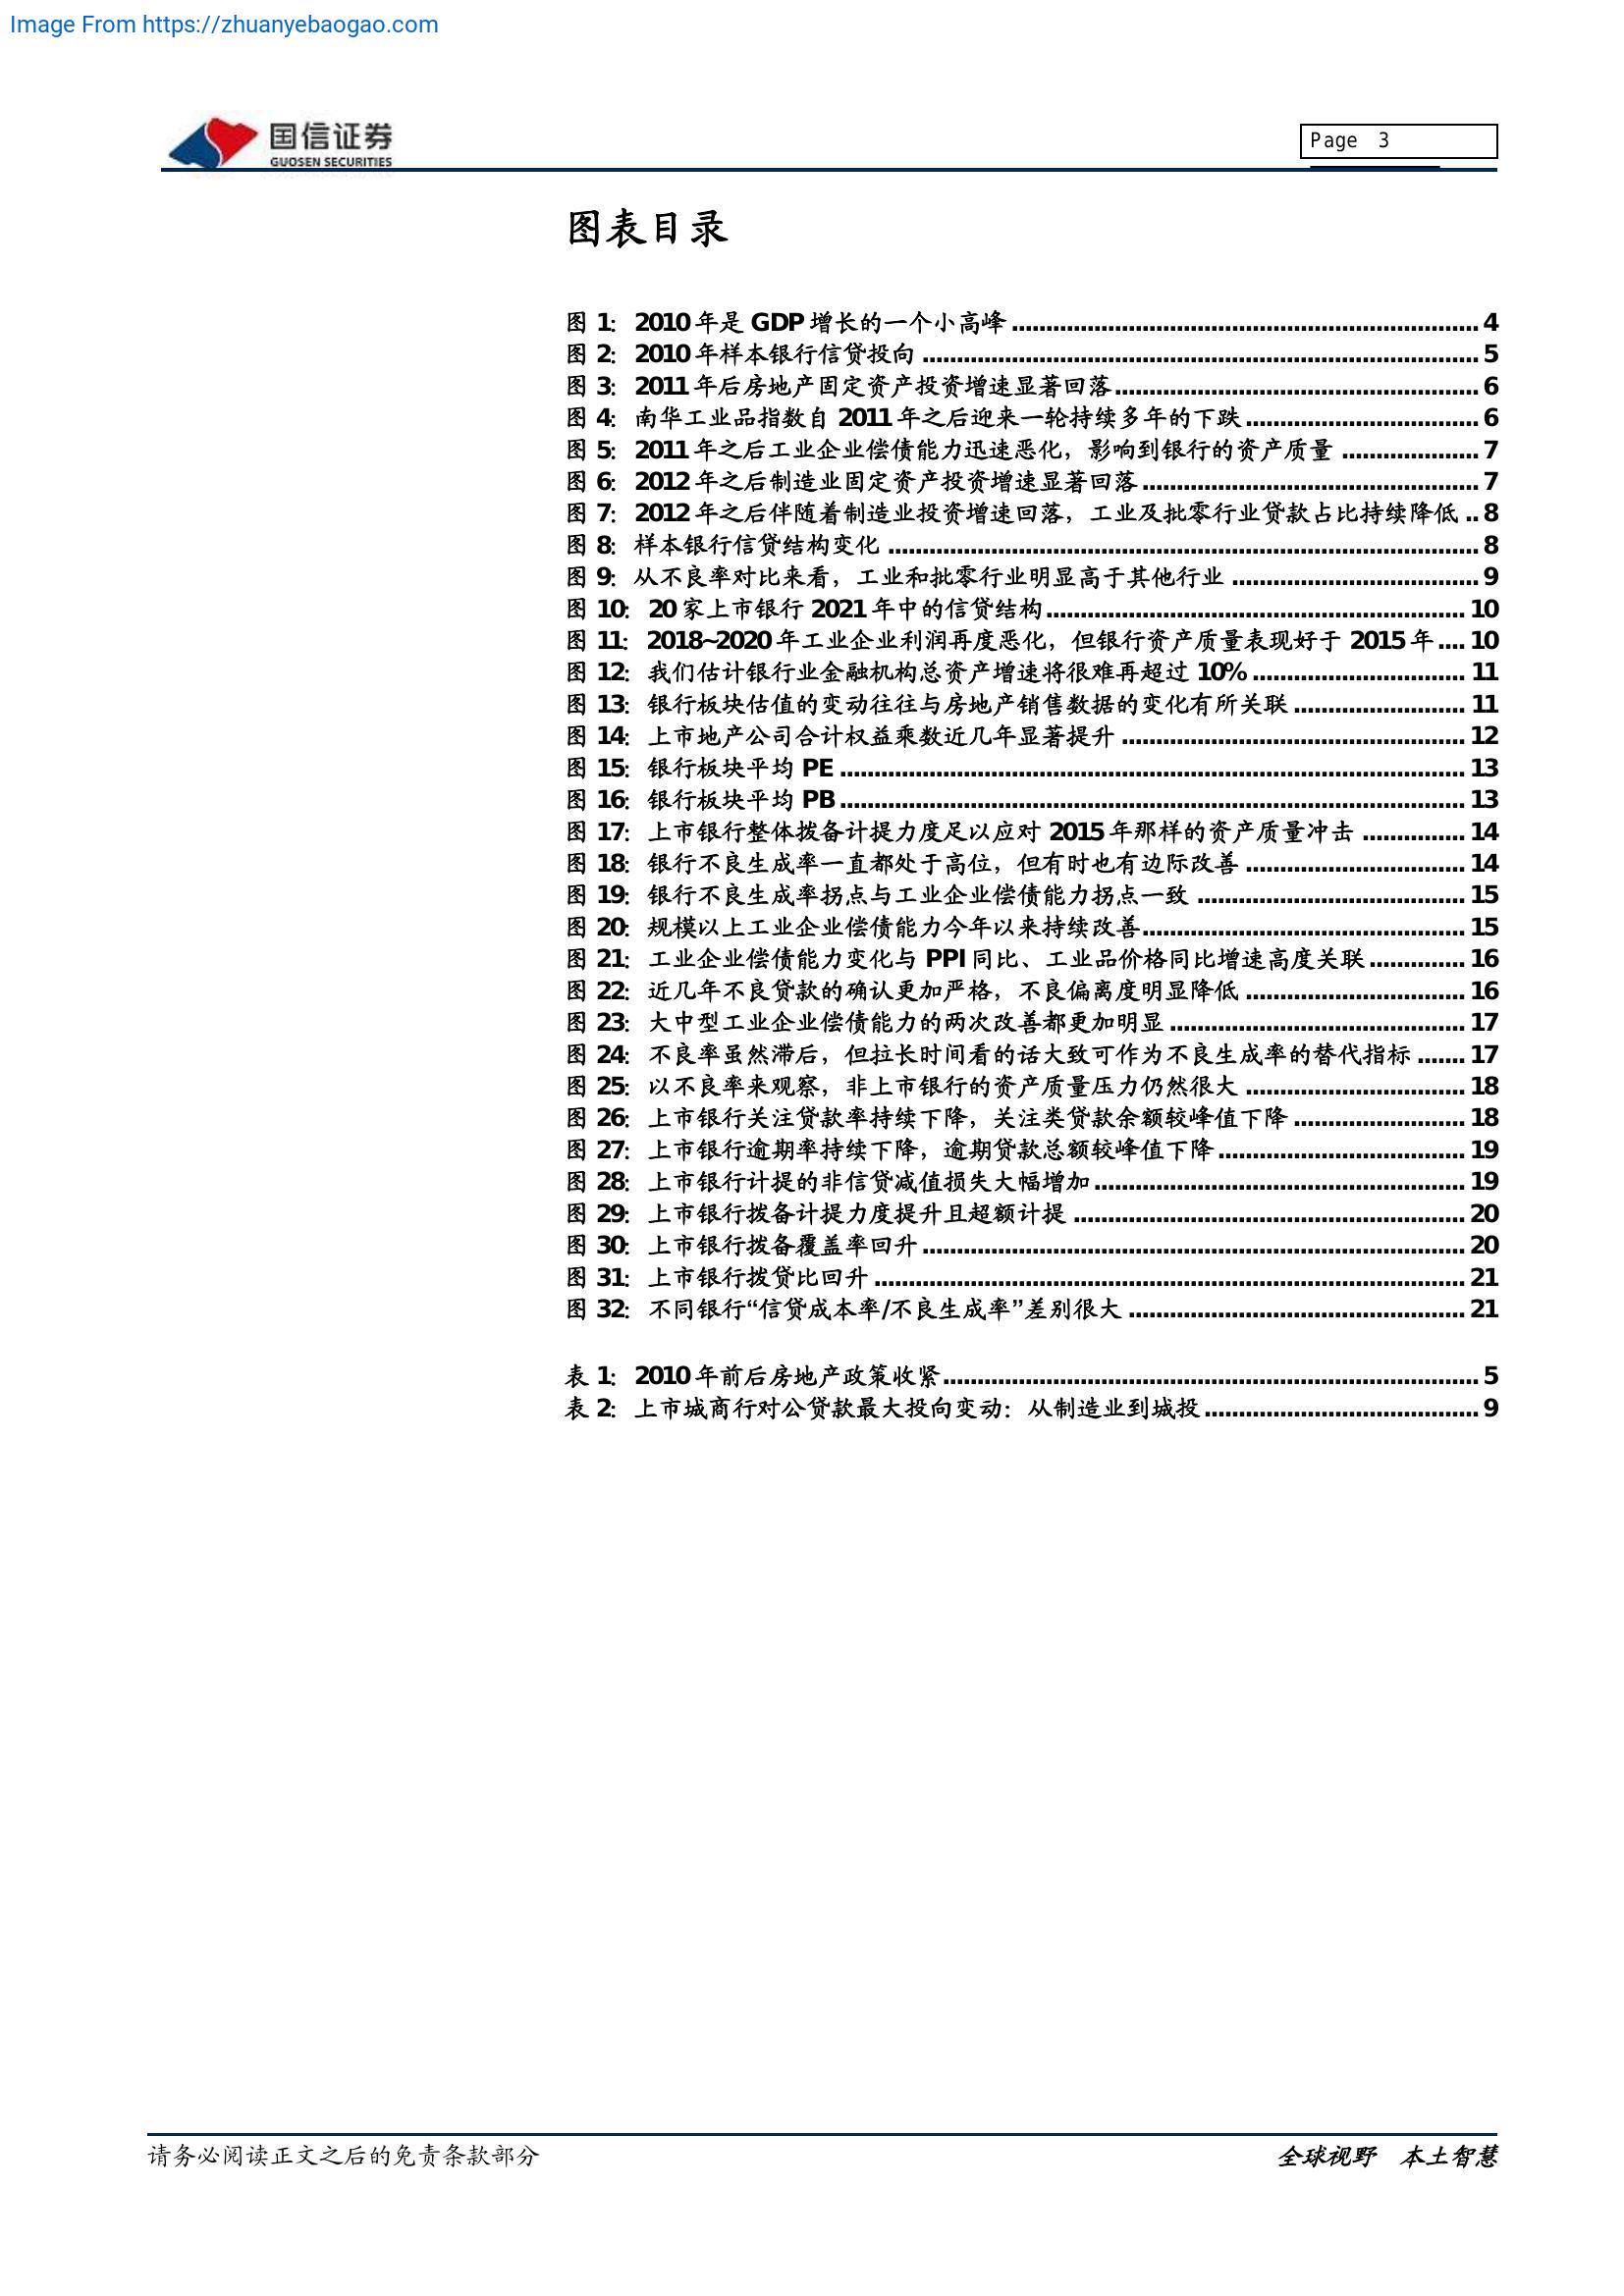 Image From https://zhuanyebaogao.com
国信证券
GUOSEN SECURITIES
Page 3
图表目录
图 1: 2010 年是 GDP 增长的一个小高峰 ........ 4
图 2: 2010 年样本银行信贷投向 ........ 5
图 3: 2011 年后房地产固定资产投资增速显著回落 ........ 6
图 4: 南华工业品指数自 2011 年之后迎来一轮持续多年的下跌 ........ 6
图 5: 2011 年之后工业企业偿债能力迅速恶化，影响到银行的资产质量 ........ 7
图 6: 2012 年之后制造业固定资产投资增速显著回落 ........ 7
图 7: 2012 年之后伴随着制造业投资增速回落，工业及批零行业贷款占比持续降低 .. 8
图 8: 样本银行信贷结构变化 ........ 8
图 9: 从不良率对比来看，工业和批零行业明显高于其他行业 ........ 9
图 10: 20 家上市银行 2021 年中的信贷结构 ........ 10
图 11: 2018~2020 年工业企业利润再度恶化，但银行资产质量表现好于 2015 年 .... 10
图 12: 我们估计银行业金融机构总资产增速将很难再超过 10% ........ 11
图 13: 银行板块估值的变动往往与房地产销售数据的变化有所关联 ........ 11
图 14: 上市地产公司合计权益乘数近几年显著提升 ........ 12
图 15: 银行板块平均 PE ........ 13
图 16: 银行板块平均 PB ........ 13
图 17: 上市银行整体拨备计提力度足以应对 2015 年那样的资产质量冲击 ........ 14
图 18: 银行不良生成率一直都处于高位，但有时也有边际改善 ........ 14
图 19: 银行不良生成率拐点与工业企业偿债能力拐点一致 ........ 15
图 20: 规模以上工业企业偿债能力今年以来持续改善 ........ 15
图 21: 工业企业偿债能力变化与 PPI 同比、工业品价格同比增速高度关联 ........ 16
图 22: 近几年不良贷款的确认更加严格，不良偏离度明显降低 ........ 16
图 23: 大中型工业企业偿债能力的两次改善都更加明显 ........ 17
图 24: 不良率虽然滞后，但拉长时间看的话大致可作为不良生成率的替代指标 ....... 17
图 25: 以不良率来观察，非上市银行的资产质量压力仍然很大 ........ 18
图 26: 上市银行关注贷款率持续下降，关注类贷款余额较峰值下降 ........ 18
图 27: 上市银行逾期率持续下降，逾期贷款总额较峰值下降 ........ 19
图 28: 上市银行计提的非信贷减值损失大幅增加 ........ 19
图 29: 上市银行拨备计提力度提升且超额计提 ........ 20
图 30: 上市银行拨备覆盖率回升 ........ 20
图 31: 上市银行拨贷比回升 ........ 21
图 32: 不同银行“信贷成本率/不良生成率”差别很大 ........ 21
表 1: 2010 年前后房地产政策收紧 ........ 5
表 2: 上市城商行对公贷款最大投向变动：从制造业到城投 ........ 9
请务必阅读正文之后的免责条款部分
全球视野 本土智慧